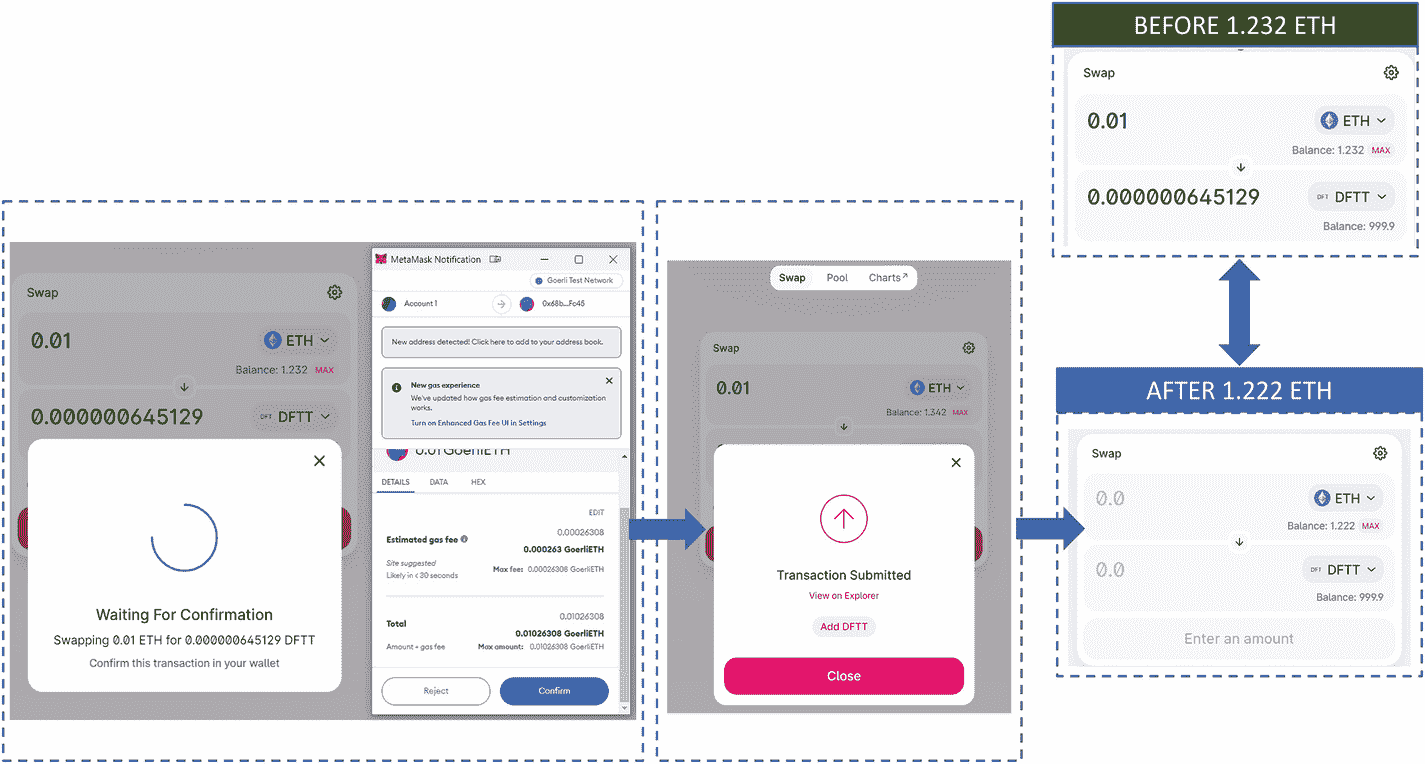 BEFORE 1.232 ETH
Swap
0.01
ETH
Balance: 1.232 MAX
0.000000645129
DFT DFTT
Balance: 999.9
Swap
0.01
ETH
Balance: 1.232 MAX
0.000000645129
DFT DFTT
Waiting For Confirmation
Swapping 0.01 ETH for 0.000000645129 DFTT
Confirm this transaction in your wallet
MetaMask Notification
Goerli Test Network
Account 1
0x68b...Fc45
New address detected! Click here to add to your address book.
New gas experience
We've updated how gas fee estimation and customization
works.
Turn on Enhanced Gas Fee UI in Settings
0.01GoerliETH
DETAILS DATA HEX
EDIT
0.00026308
Estimated gas fee
0.000263 GoerliETH
Site suggested
Likely in < 30 seconds
Max fee: 0.00026308 GoerliETH
0.01026308
Total
0.01026308 GoerliETH
Amount + gas fee
Max amount: 0.01026308 GoerliETH
Reject
Confirm
Swap Pool Charts
Swap
0.01
ETH
Balance: 1.342 MAX
Transaction Submitted
View on Explorer
Add DFTT
Close
AFTER 1.222 ETH
Swap
0.0
ETH
Balance: 1.222 MAX
0.0
DFT DFTT
Balance: 999.9
Enter an amount